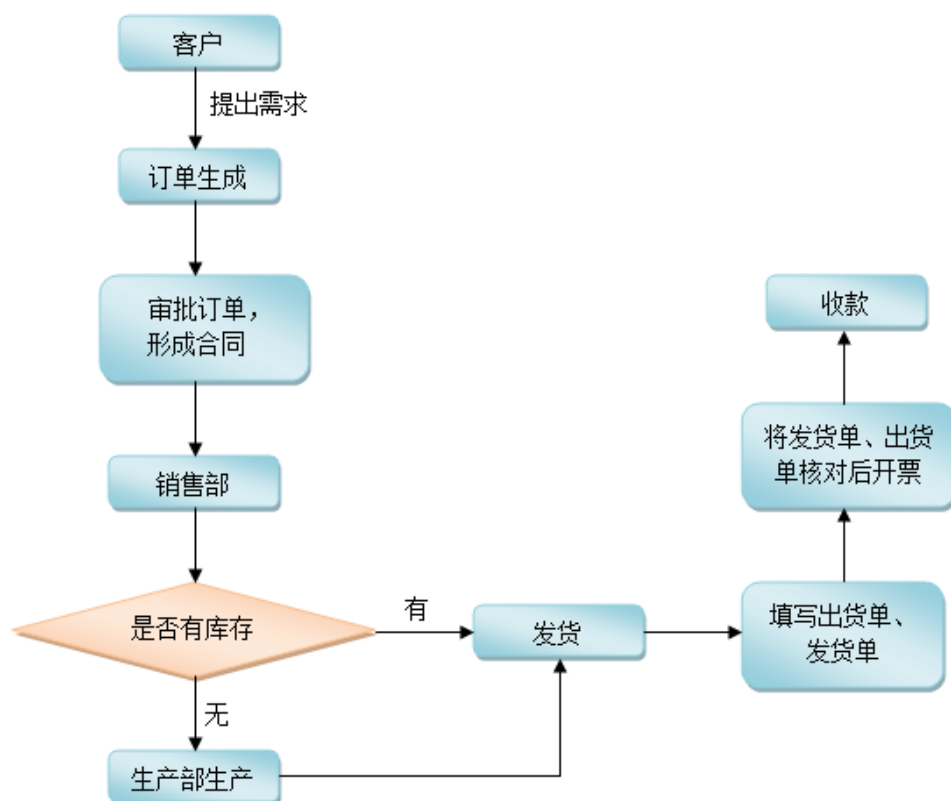 客户
提出需求
订单生成
审批订单，
形成合同
销售部
是否有库存
有
无
生产部生产
发货
填写出货单、
发货单
将发货单、出货
单核对后开票
收款